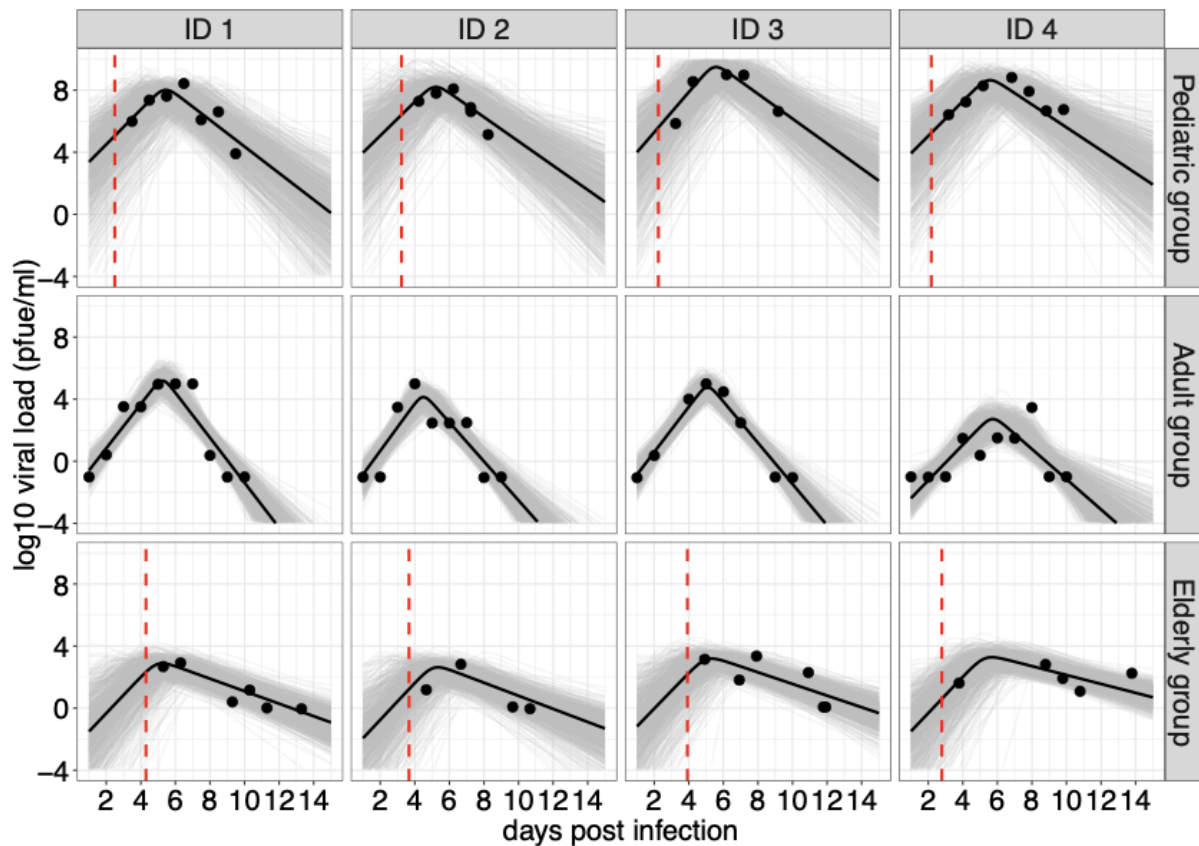 ID 1 ID 2 ID 3 ID 4
log10 viral load (pfue/ml)
8
4
0
−4
Pediatric group
8
4
0
−4
Adult group
8
4
0
−4
Elderly group
2 4 6 8 10 12 14 2 4 6 8 10 12 14 2 4 6 8 10 12 14 2 4 6 8 10 12 14
days post infection